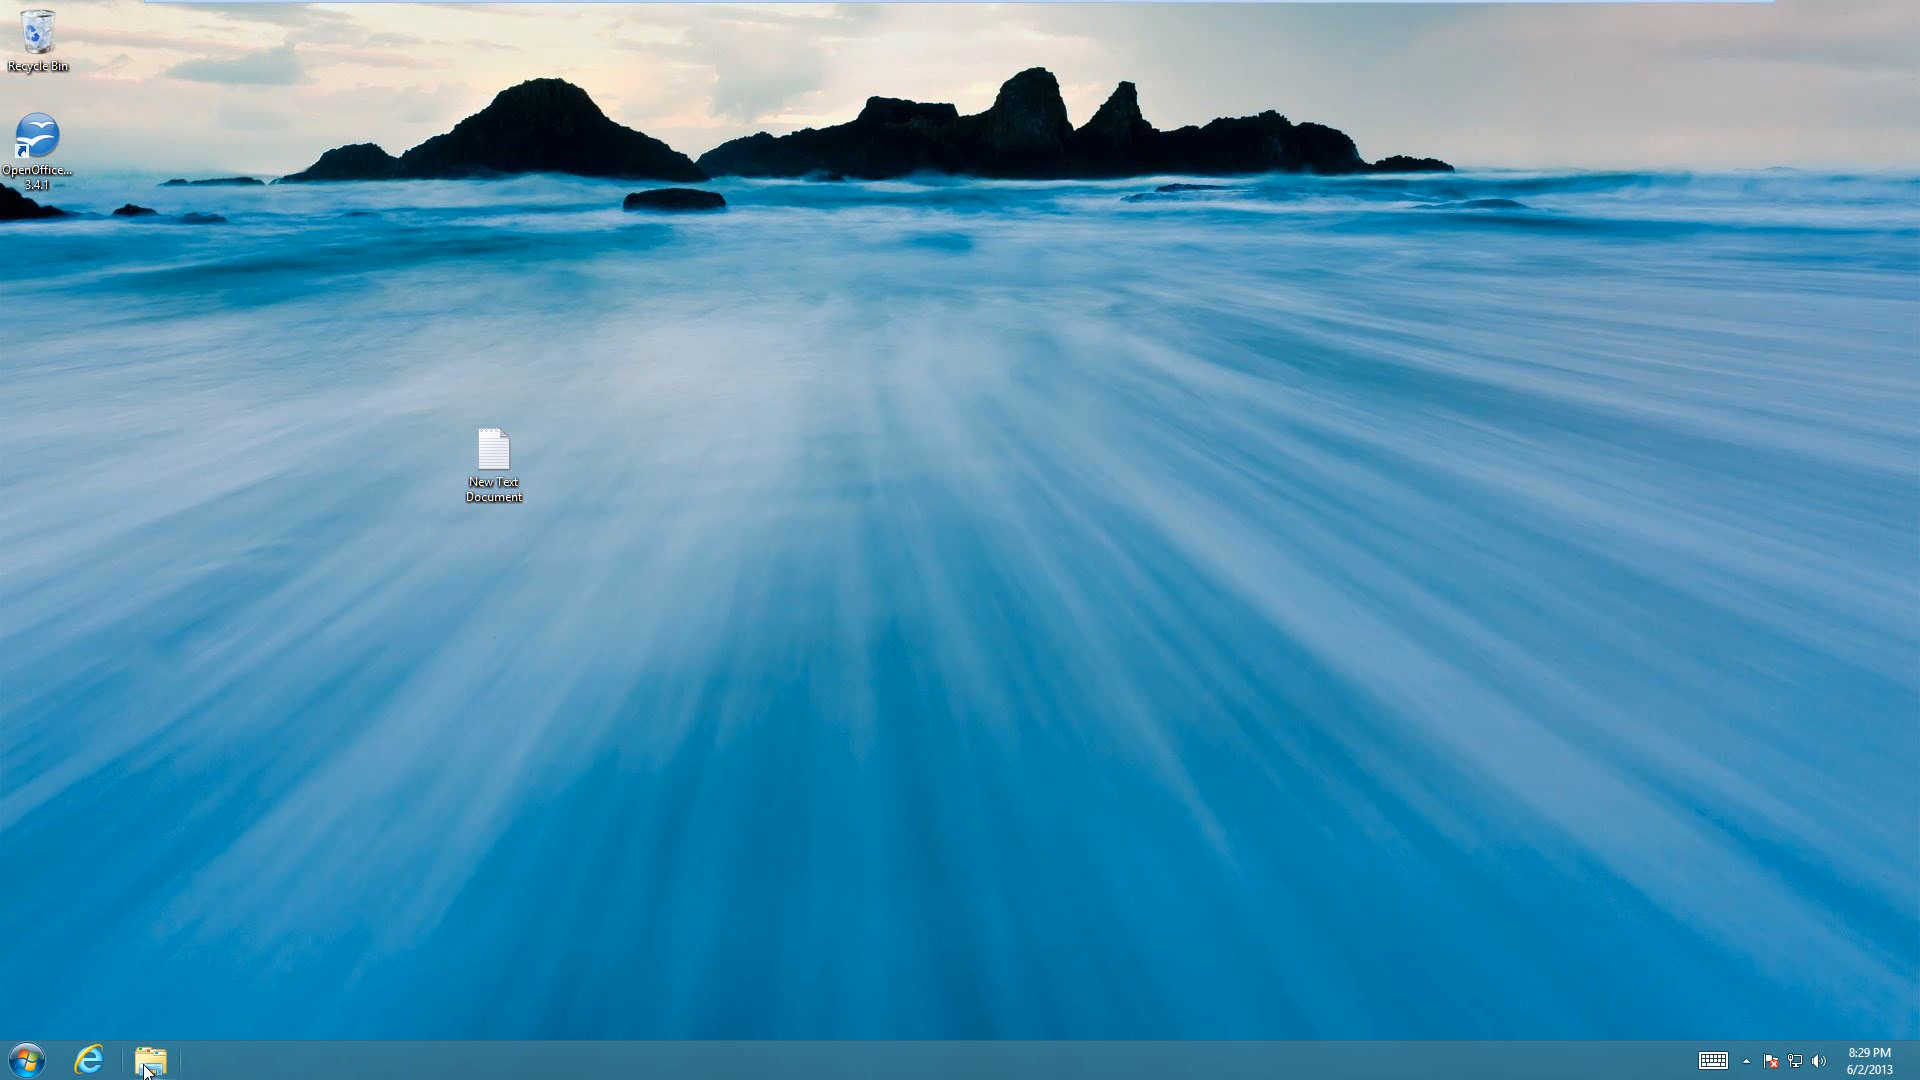 Recycle Bin
OpenOffice...
3.4.1
New Text
Document
8:29 PM
6/2/2013